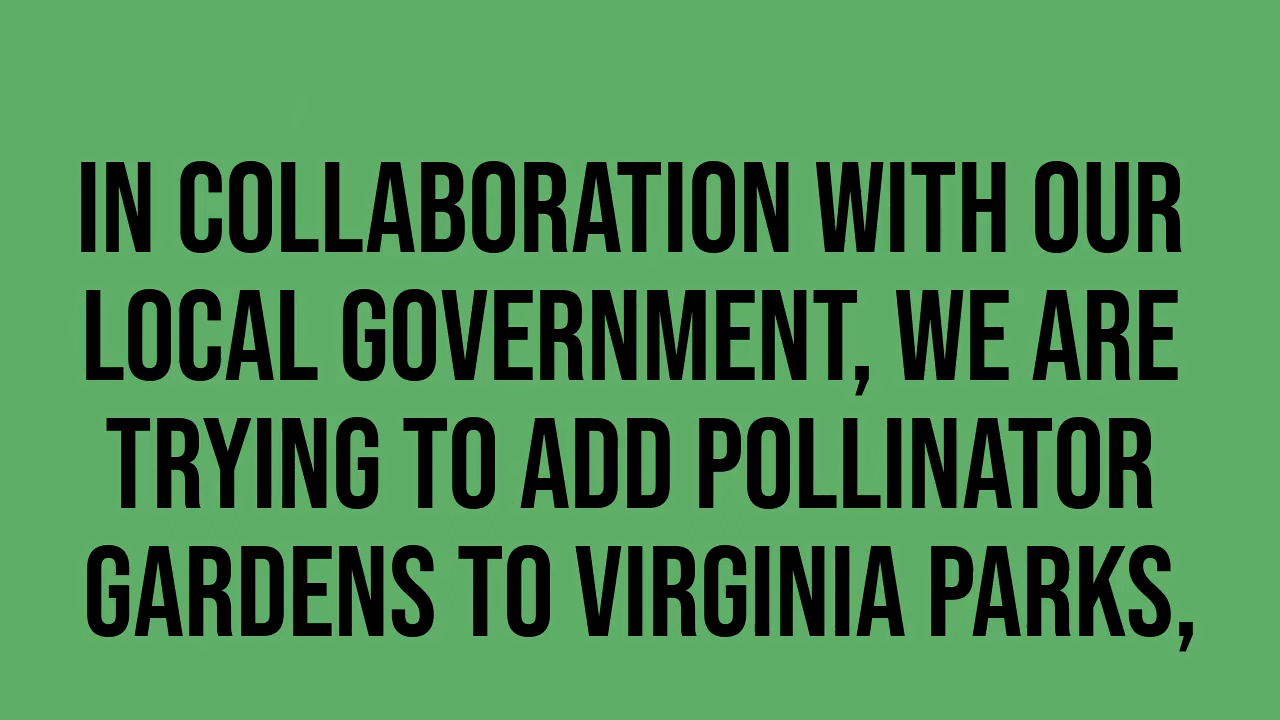 IN COLLABORATION WITH OUR
LOCAL GOVERNMENT, WE ARE
TRYING TO ADD POLLINATOR
GARDENS TO VIRGINIA PARKS,